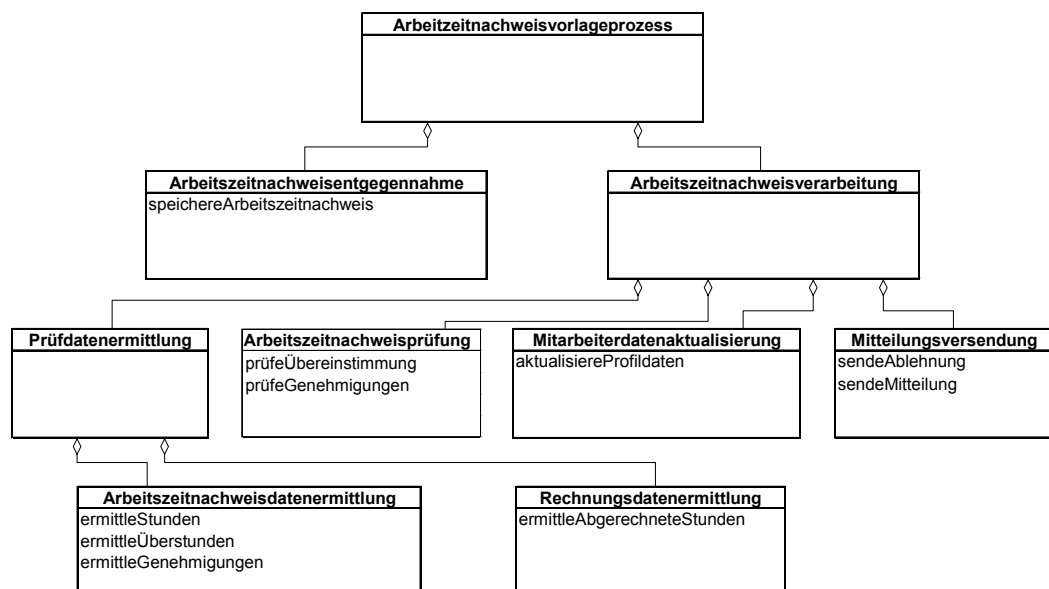 Arbeitzeitnachweisvorlageprozess
Arbeitszeitnachweisentgegennahme
speichereArbeitszeitnachweis
Arbeitszeitnachweisverarbeitung
Prüfdatenermittlung
Arbeitszeitnachweisprüfung
prüfeÜbereinstimmung
prüfeGenehmigungen
Mitarbeiterdatenaktualisierung
aktualisiereProfildaten
Mitteilungsversendung
sendeAblehnung
sendeMitteilung
Arbeitszeitnachweisdatenermittlung
ermittleStunden
ermittleÜberstunden
ermittleGenehmigungen
Rechnungsdatenermittlung
ermittleAbgerechneteStunden